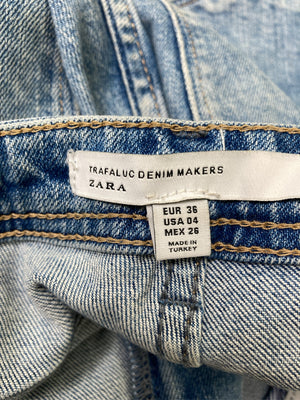 TRAFALUC DENIM MAKERS
ZARA
EUR 36
USA 04
MEX 26
MADE IN
TURKEY